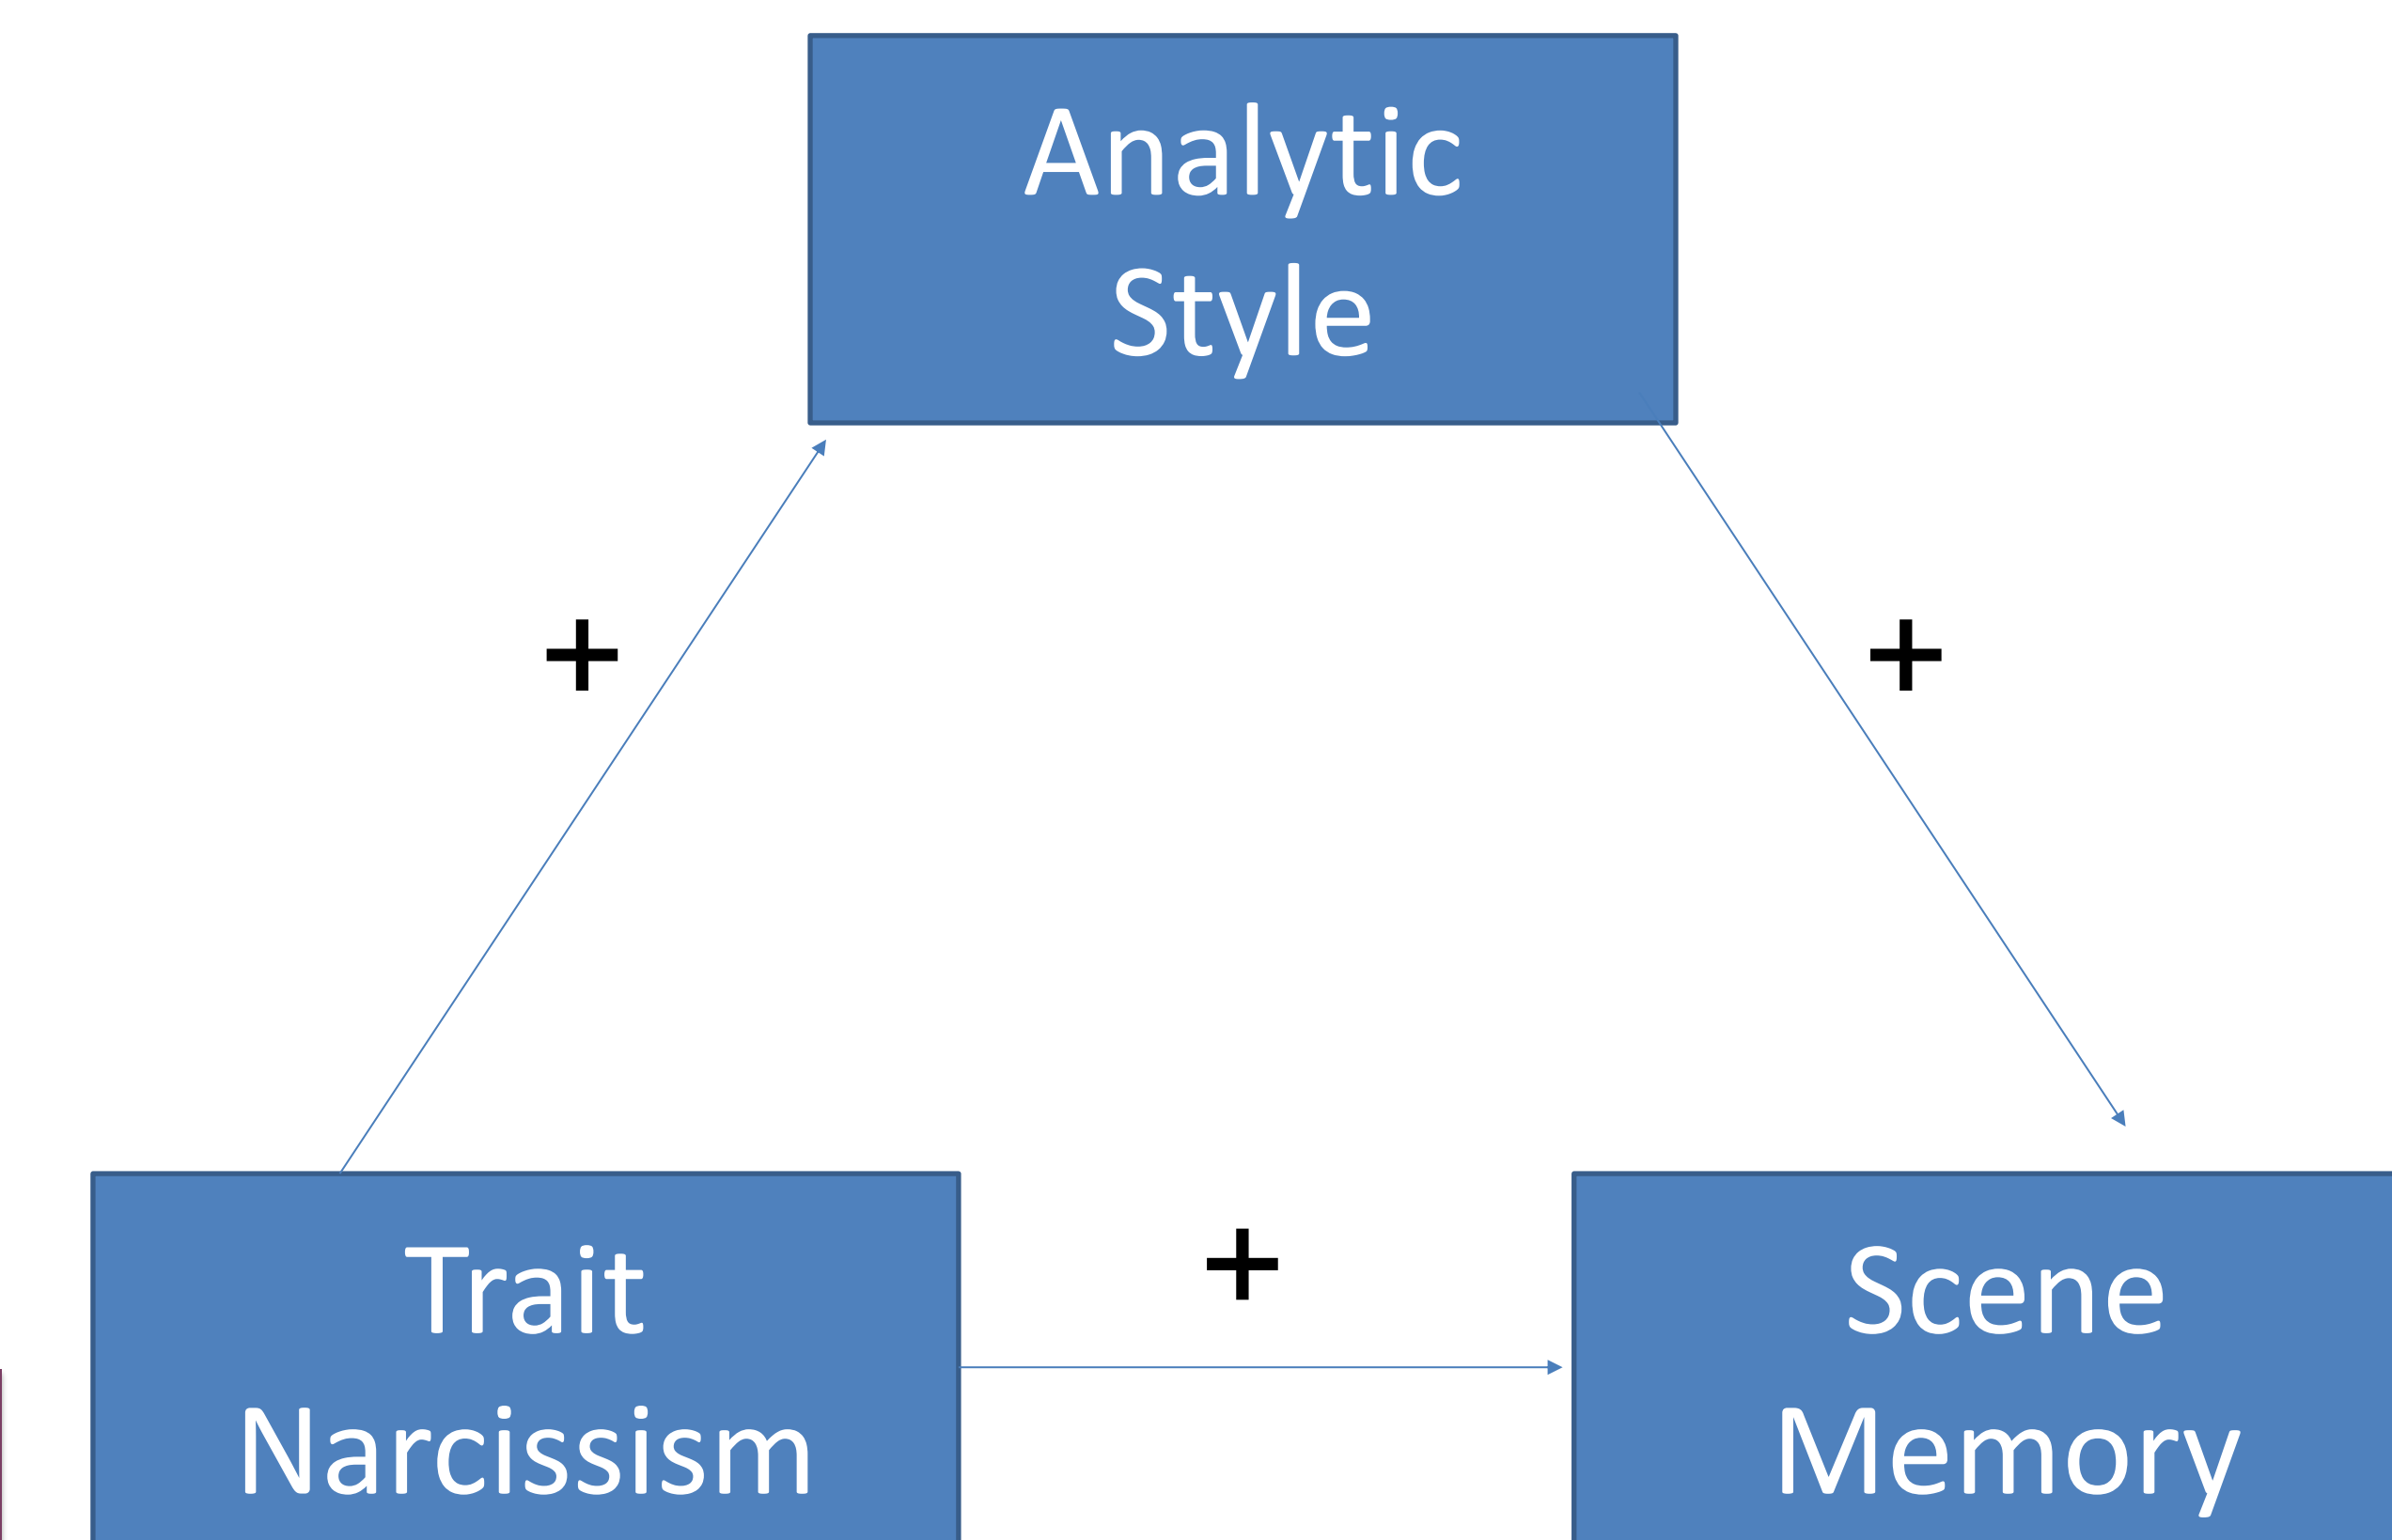 Analytic
Style
+
+
+
Trait
Narcissism
Scene
Memory